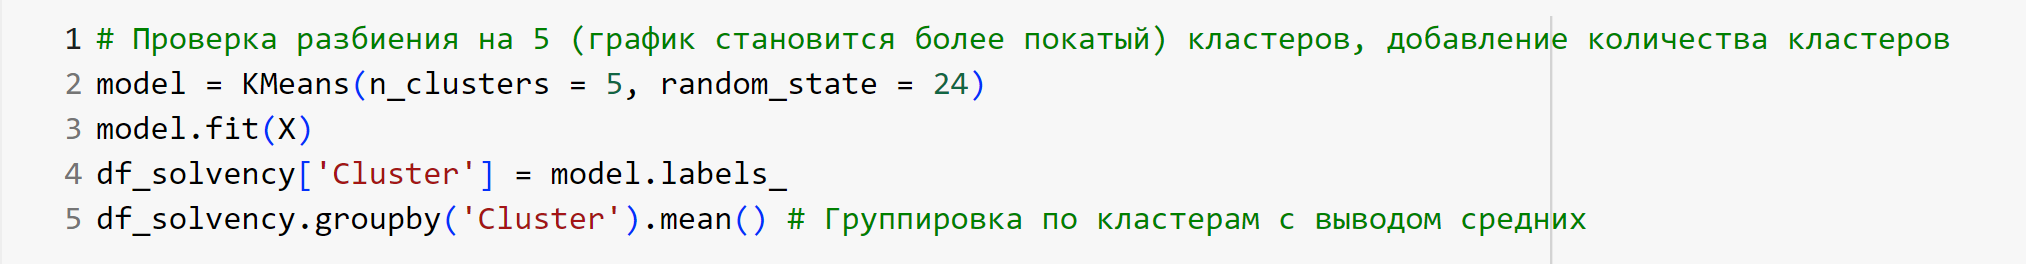 1 # Проверка разбиения на 5 (график становится более покатый) кластеров, добавление количества кластеров
2 model = KMeans(n_clusters = 5, random_state = 24)
3 model.fit(X)
4 df_solvency['Cluster'] = model.labels_
5 df_solvency.groupby('Cluster').mean() # Группировка по кластерам с выводом средних